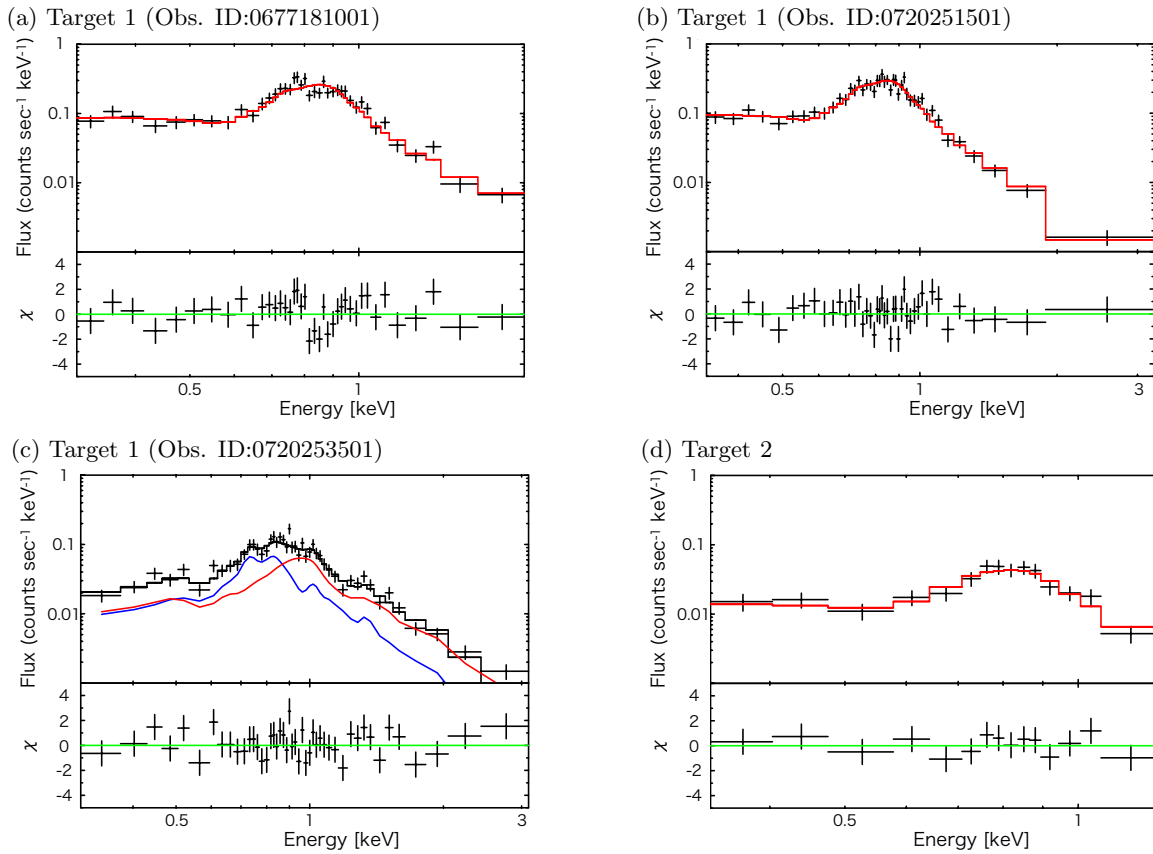 (a) Target 1 (Obs. ID:0677181001)
1
0.1
0.01
Flux (counts sec⁻¹ keV⁻¹)
4
2
0
-2
-4
χ
0.5
1
Energy [keV]
(b) Target 1 (Obs. ID:0720251501)
1
0.1
0.01
Flux (counts sec⁻¹ keV⁻¹)
4
2
0
-2
-4
χ
0.5
1
3
Energy [keV]
(c) Target 1 (Obs. ID:0720253501)
1
0.1
0.01
Flux (counts sec⁻¹ keV⁻¹)
4
2
0
-2
-4
χ
0.5
1
3
Energy [keV]
(d) Target 2
1
0.1
0.01
Flux (counts sec⁻¹ keV⁻¹)
4
2
0
-2
-4
χ
0.5
1
Energy [keV]